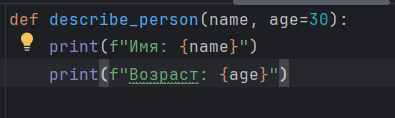 def describe_person(name, age=30):
    print(f"Имя: {name}")
    print(f"Возраст: {age}")